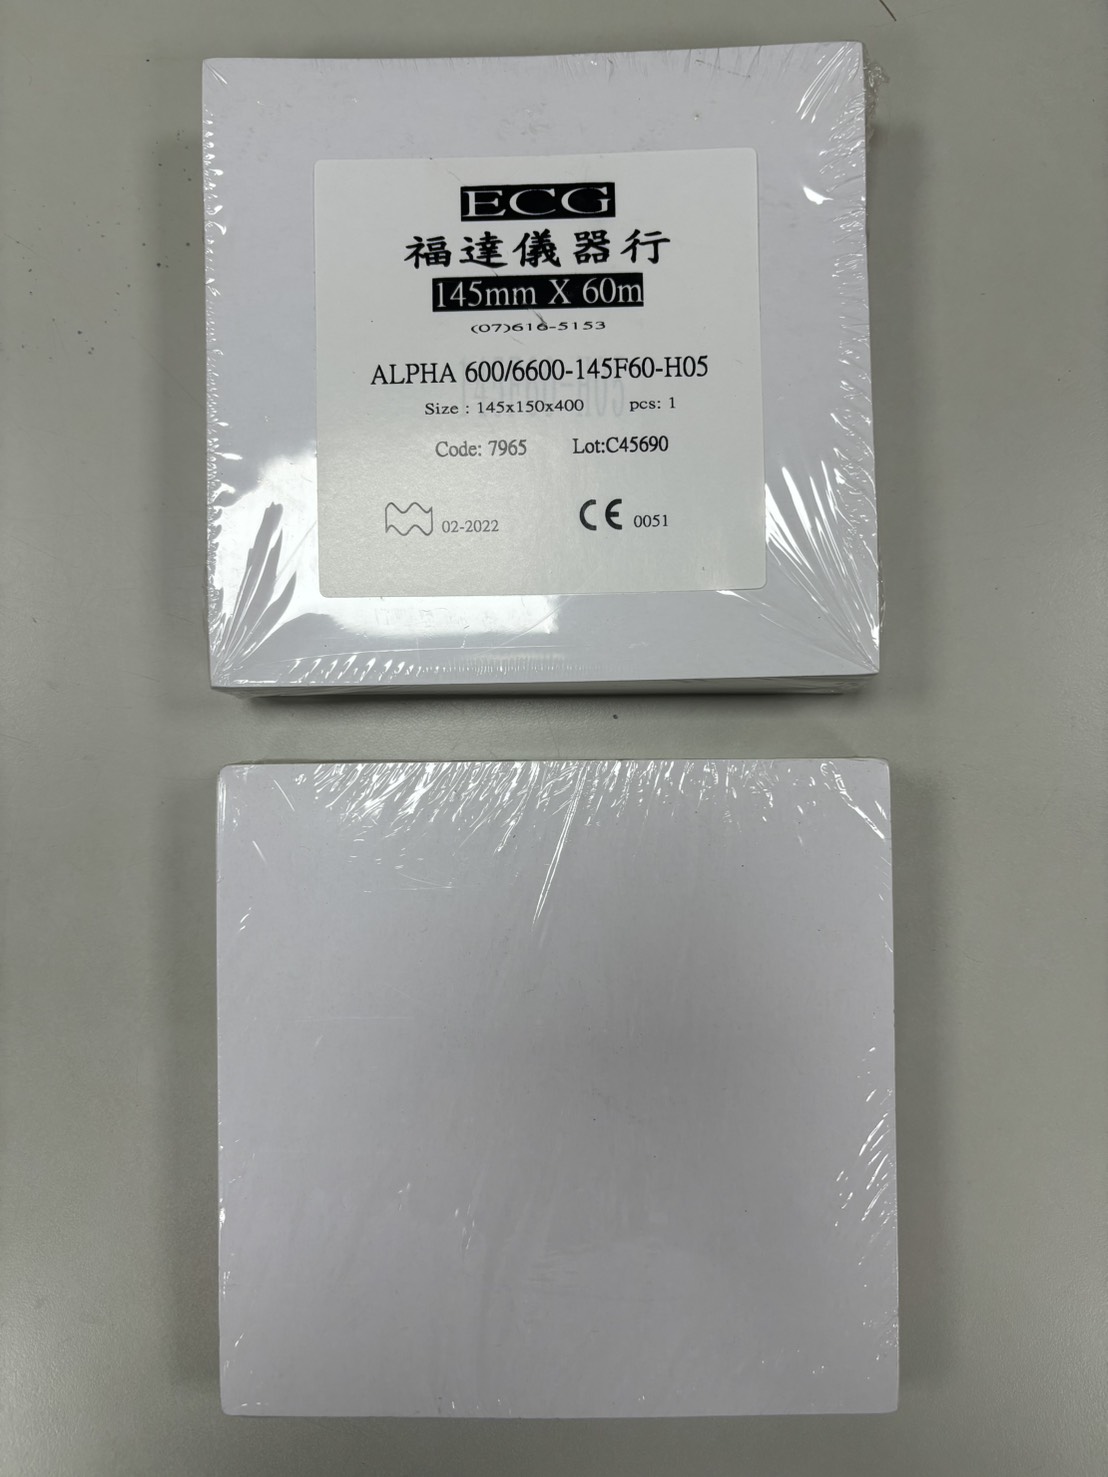 ECG
福達儀器行
145mm X 60m
(07)616-5153
ALPHA 600/6600-145F60-H05
Size : 145x150x400 pcs: 1
Code: 7965 Lot:C45690
02-2022 CE 0051